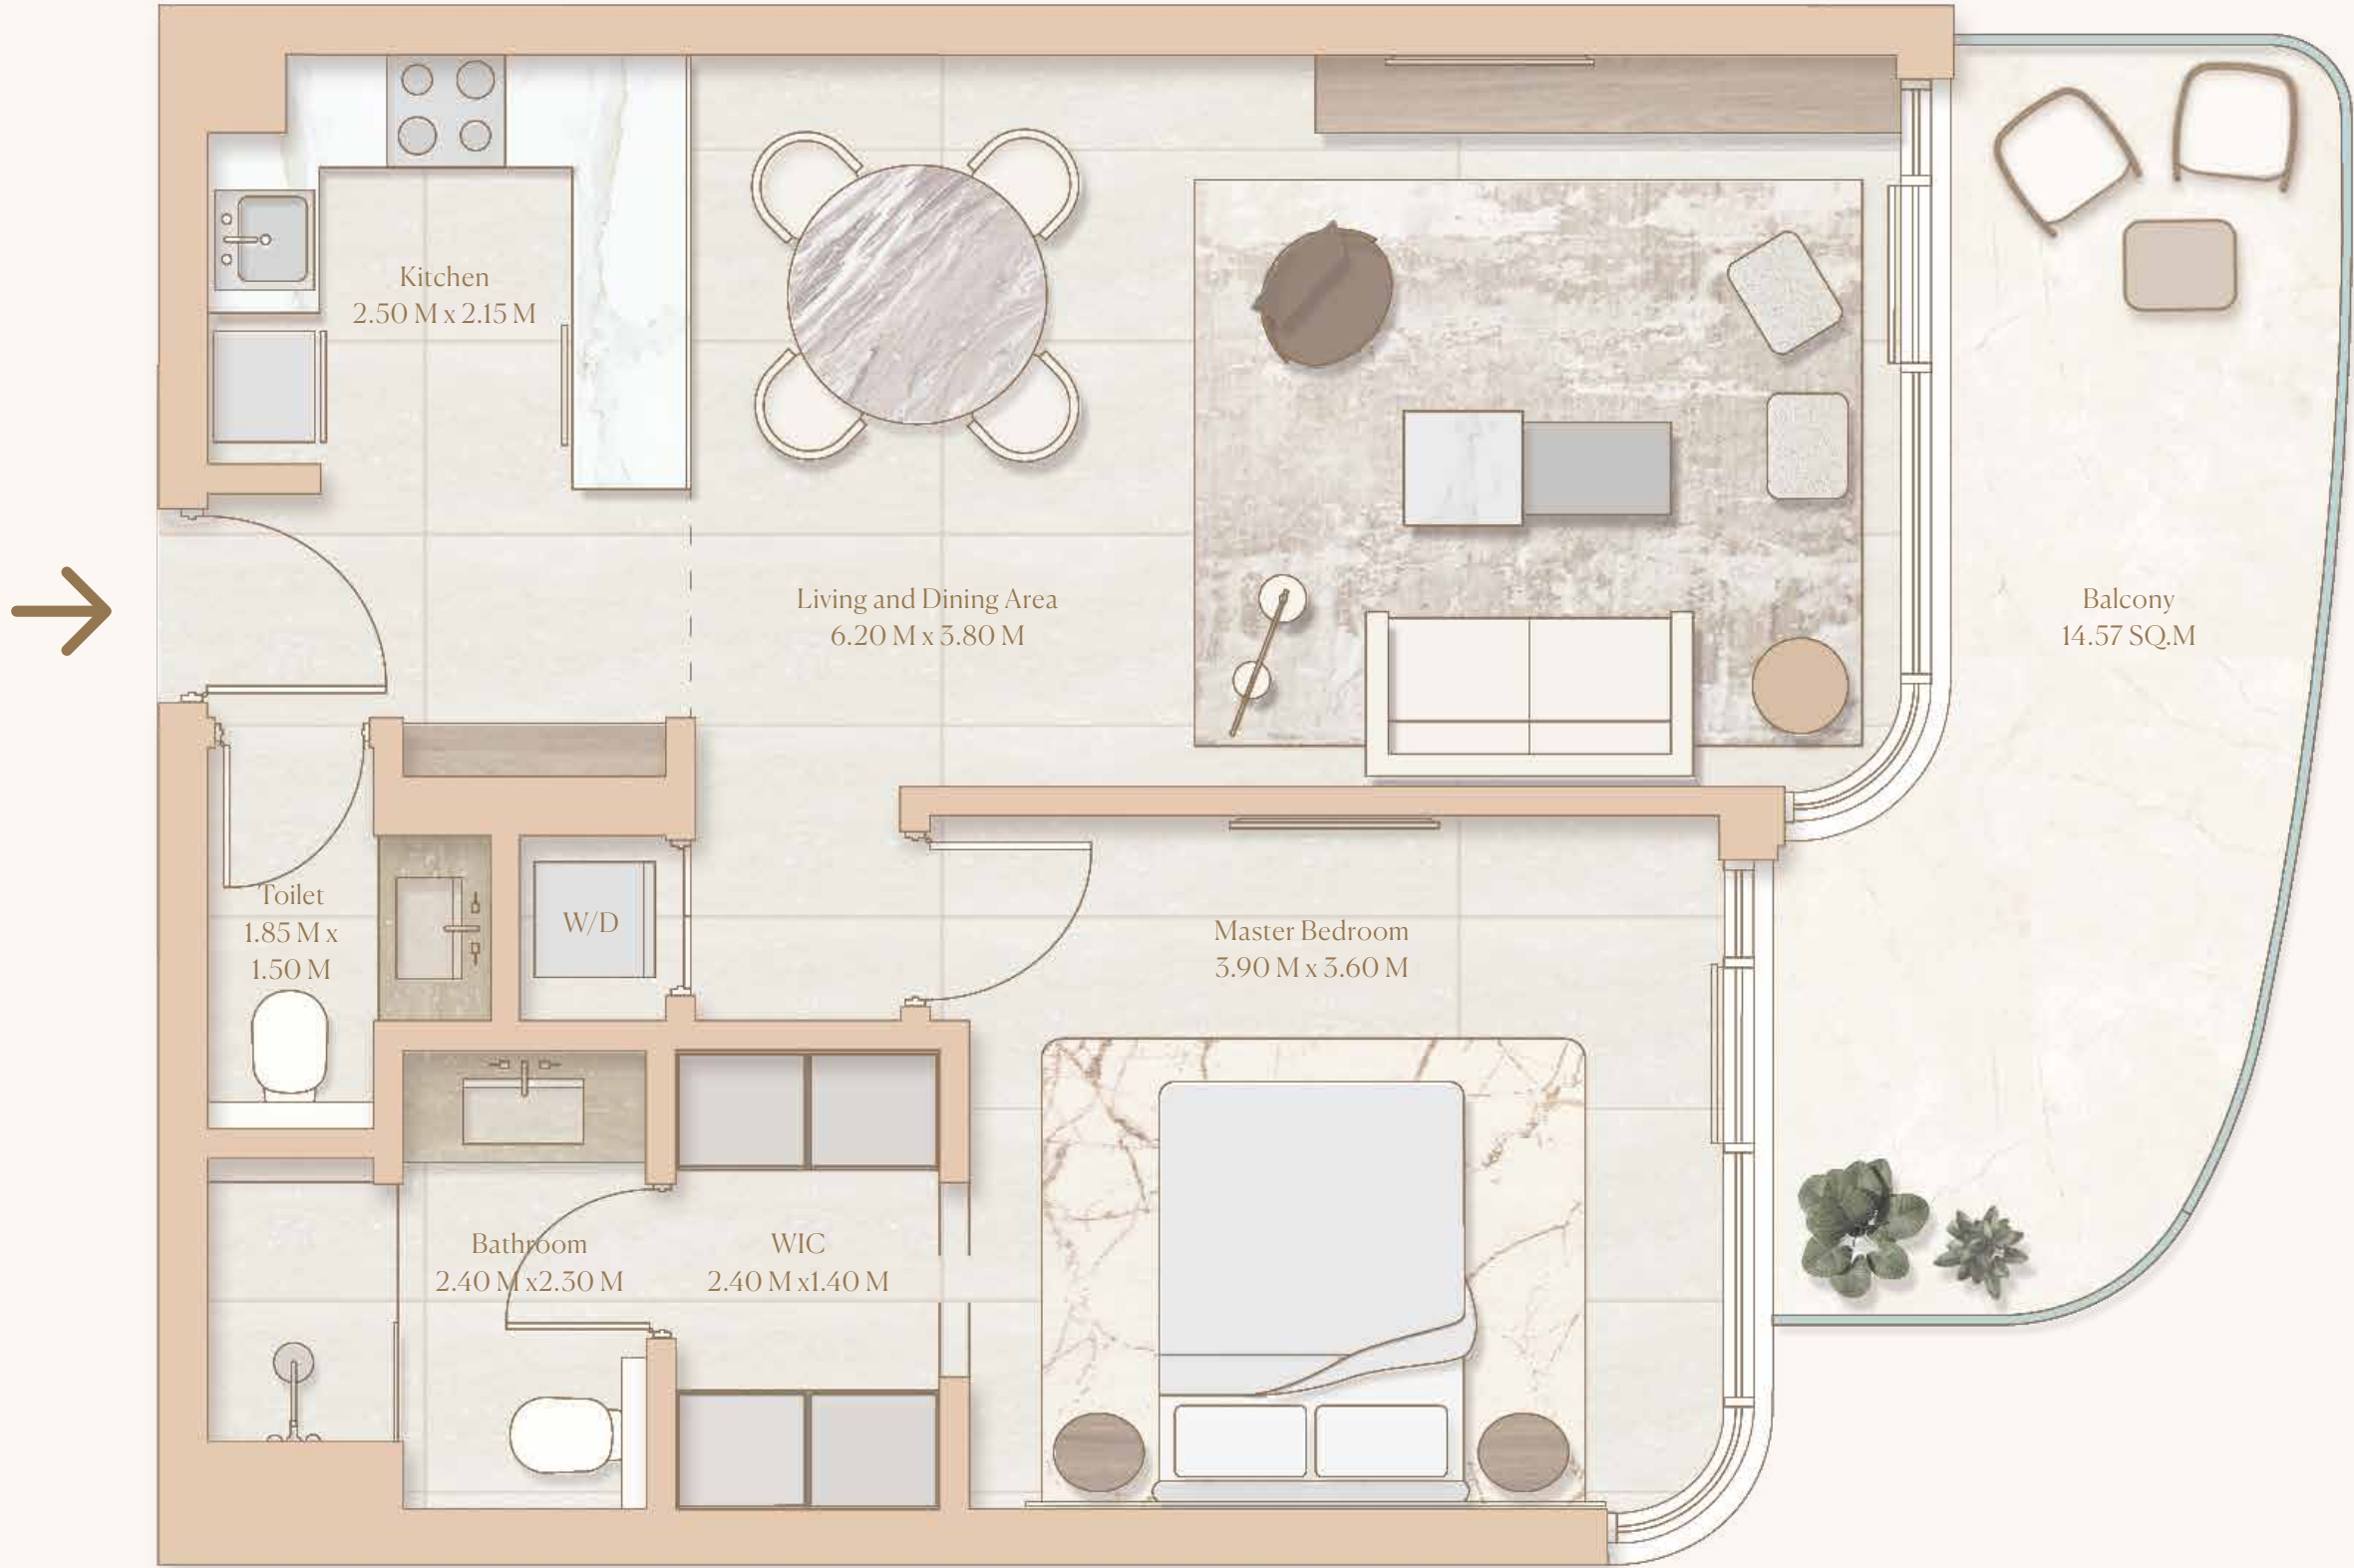 Kitchen
2.50 M x 2.15 M
Living and Dining Area
6.20 M x 3.80 M
Balcony
14.57 SQ.M
Toilet
1.85 M x
1.50 M
W/D
Master Bedroom
3.90 M x 3.60 M
Bathroom
2.40 M x2.30 M
WIC
2.40 M x1.40 M